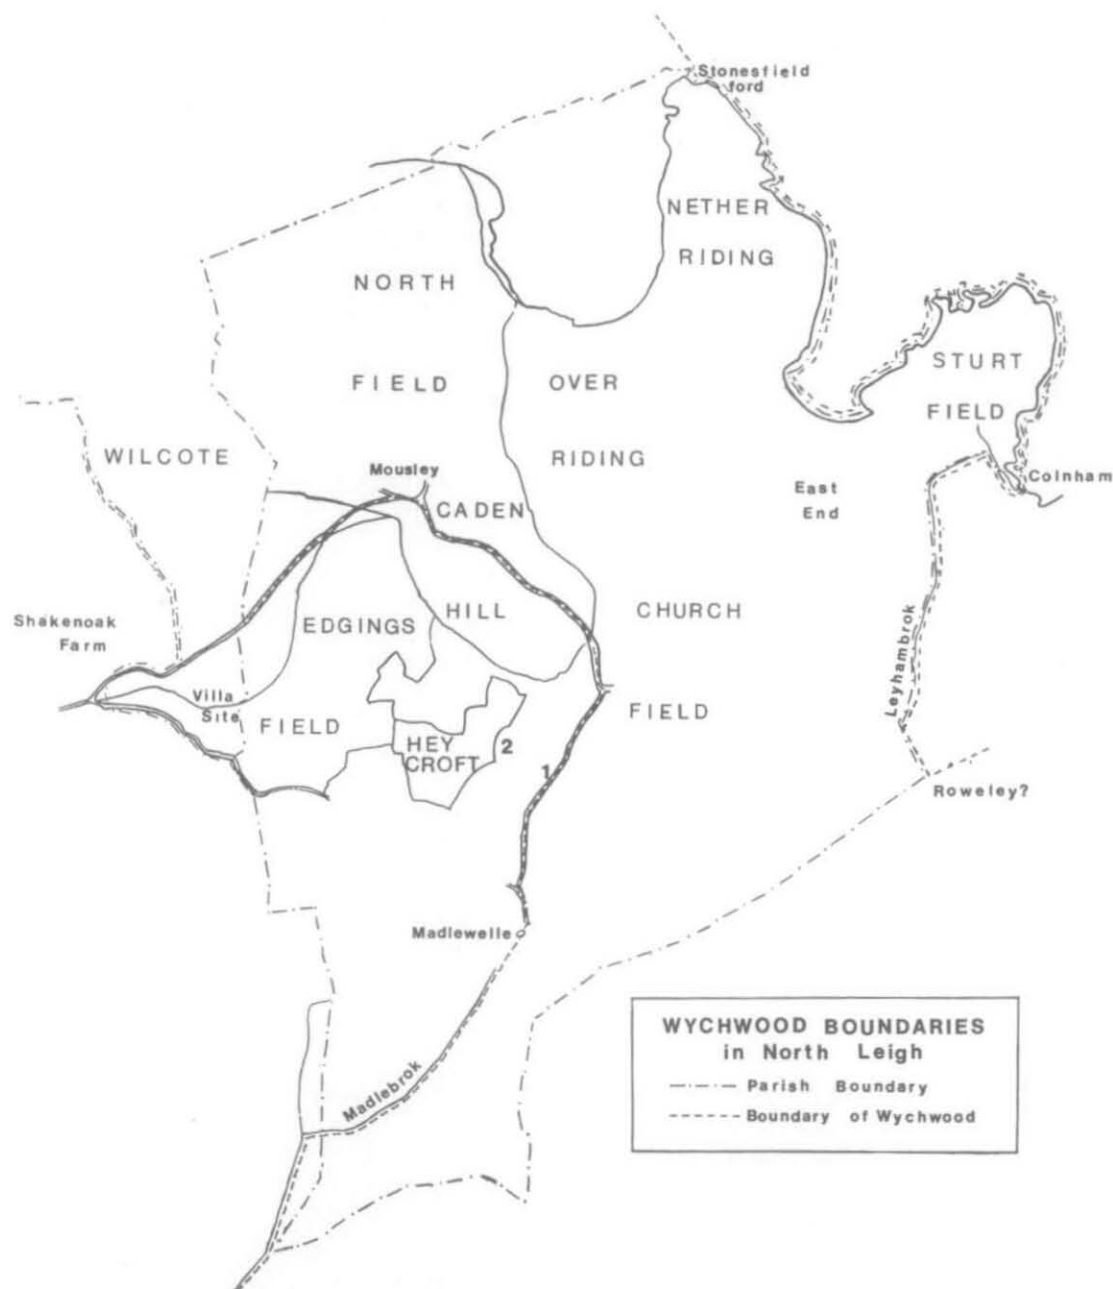 Stonesfield
ford
NETHER
RIDING
NORTH
FIELD
OVER
RIDING
STURT
FIELD
WILCOTE
Mousley
CADEN
HILL
East
End
Colnham
Shakenoak
Farm
EDGINGS
FIELD
CHURCH
FIELD
Leyhambrok
Villa
Site
HEY
CROFT
2
1
Roweley?
Madlewelle
Madlebrok
WYCHWOOD BOUNDARIES
in North Leigh
Parish Boundary
Boundary of Wychwood